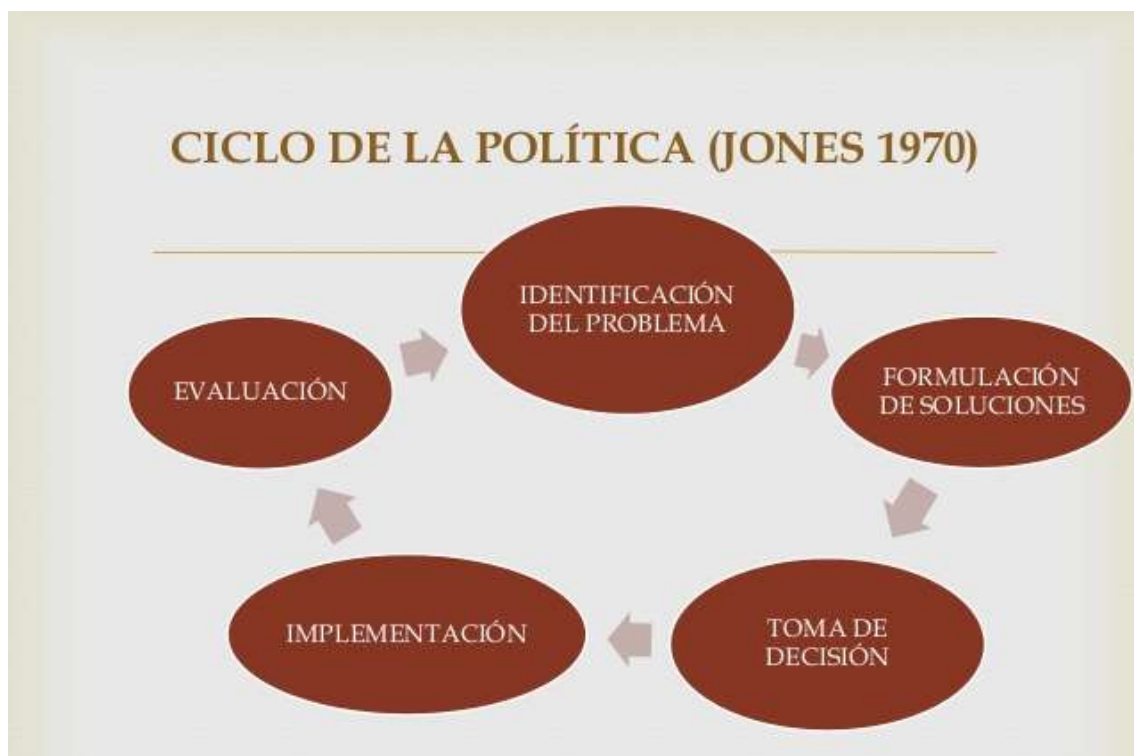 CICLO DE LA POLÍTICA (JONES 1970)
IDENTIFICACIÓN
DEL PROBLEMA
FORMULACIÓN
DE SOLUCIONES
TOMA DE
DECISIÓN
IMPLEMENTACIÓN
EVALUACIÓN